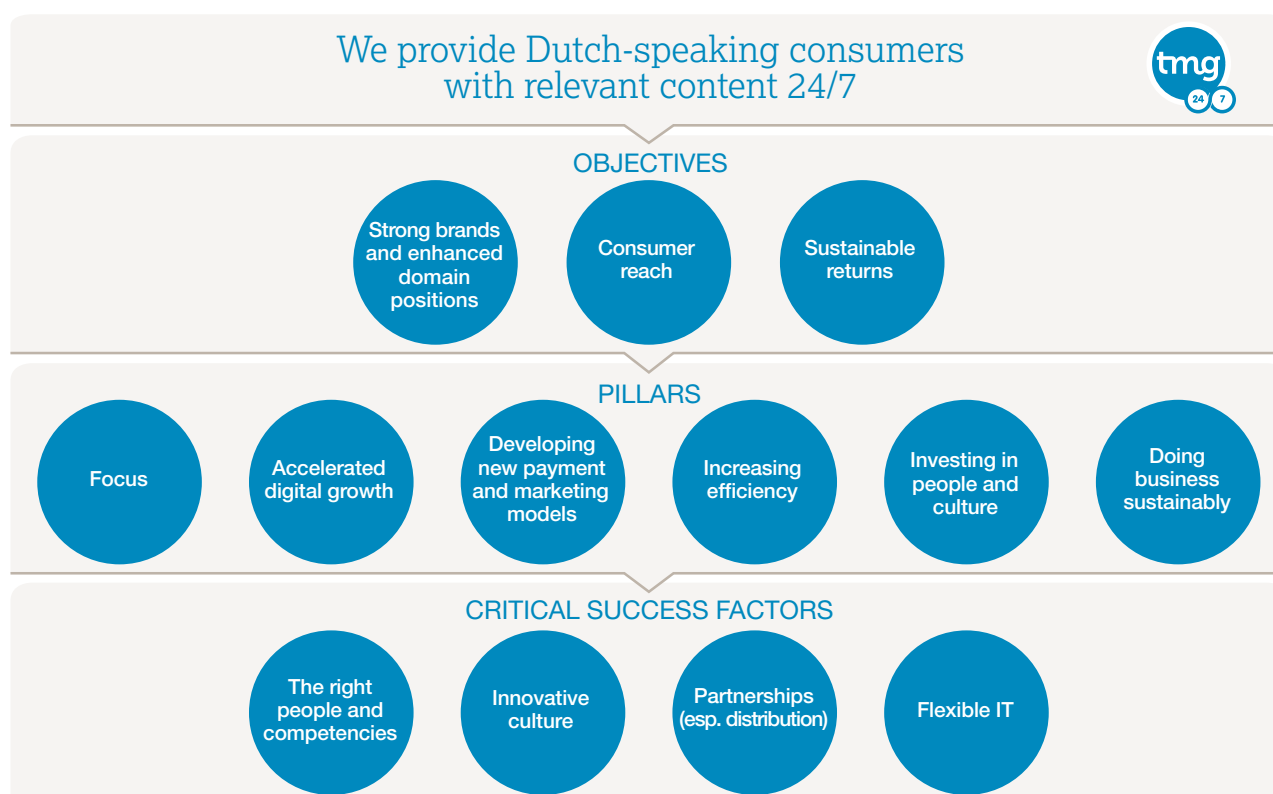 We provide Dutch-speaking consumers
with relevant content 24/7
tmg
24 7
OBJECTIVES
Strong brands
and enhanced
domain
positions
Consumer
reach
Sustainable
returns
PILLARS
Focus
Accelerated
digital growth
Developing
new payment
and marketing
models
Increasing
efficiency
Investing in
people and
culture
Doing
business
sustainably
CRITICAL SUCCESS FACTORS
The right
people and
competencies
Innovative
culture
Partnerships
(esp. distribution)
Flexible IT